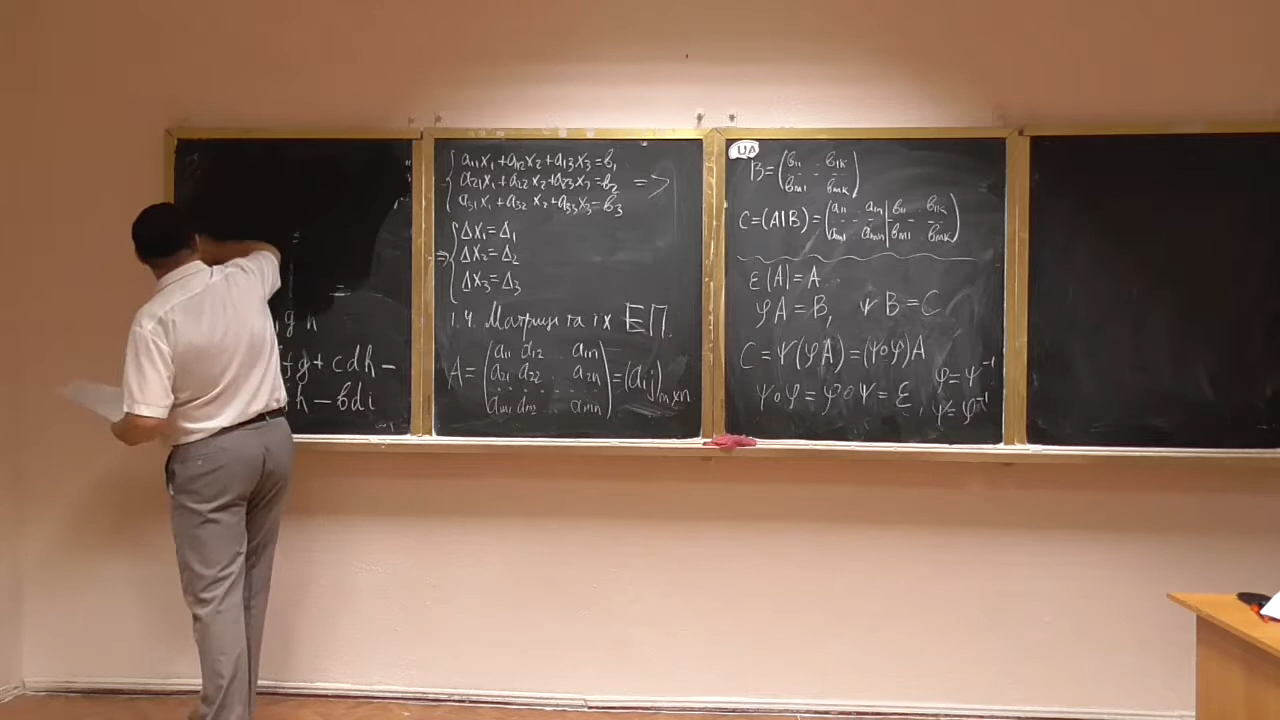 g n
fg + cdh −
h − bdi
a₁₁x₁+a₁₂x₂+a₁₃x₃=b₁
a₂₁x₁+a₂₂x₂+a₂₃x₃=b₂ =>
a₃₁x₁+a₃₂x₂+a₃₃x₃=b₃
Δx₁=Δ₁
=> Δx₂=Δ₂
Δx₃=Δ₃
1.4. Матриці та їх ЕП.
A = (a₁₁ a₁₂ .. a₁ₙ
a₂₁ a₂₂ .. a₂ₙ
. . . . . .
aₘ₁ aₘ₂ .. aₘₙ) = (aᵢⱼ)ₘₓₙ
UA
B = (b₁₁ .. b₁ₖ
. . .
bₘ₁ .. bₘₖ)
C = (A|B) = (a₁₁ .. a₁ₙ | b₁₁ .. b₁ₖ
. . . | . . .
aₘ₁ .. aₘₙ | bₘ₁ .. bₘₖ)
ε(A) = A
φA = B, ψB = C
C = ψ(φA) = (ψ∘φ)A
ψ∘φ = φ∘ψ = ε, φ = ψ⁻¹
ψ = φ⁻¹